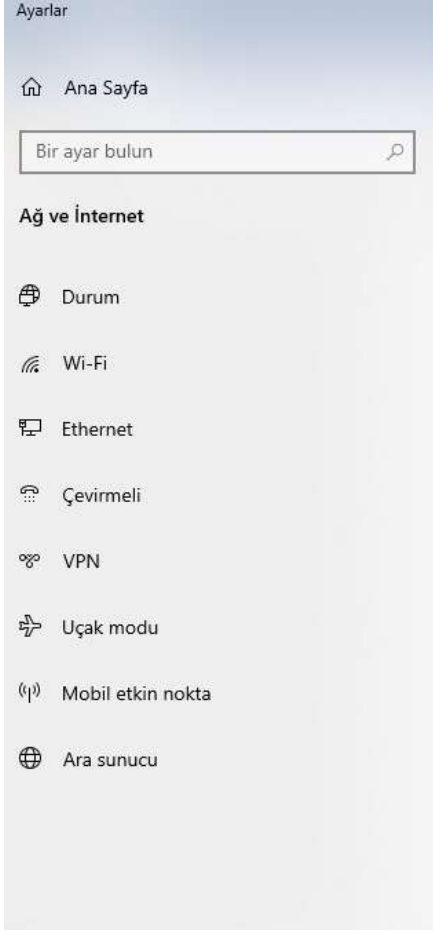 Ayarlar
Ana Sayfa
Bir ayar bulun
Ağ ve İnternet
Durum
Wi-Fi
Ethernet
Çevirmeli
VPN
Uçak modu
Mobil etkin nokta
Ara sunucu